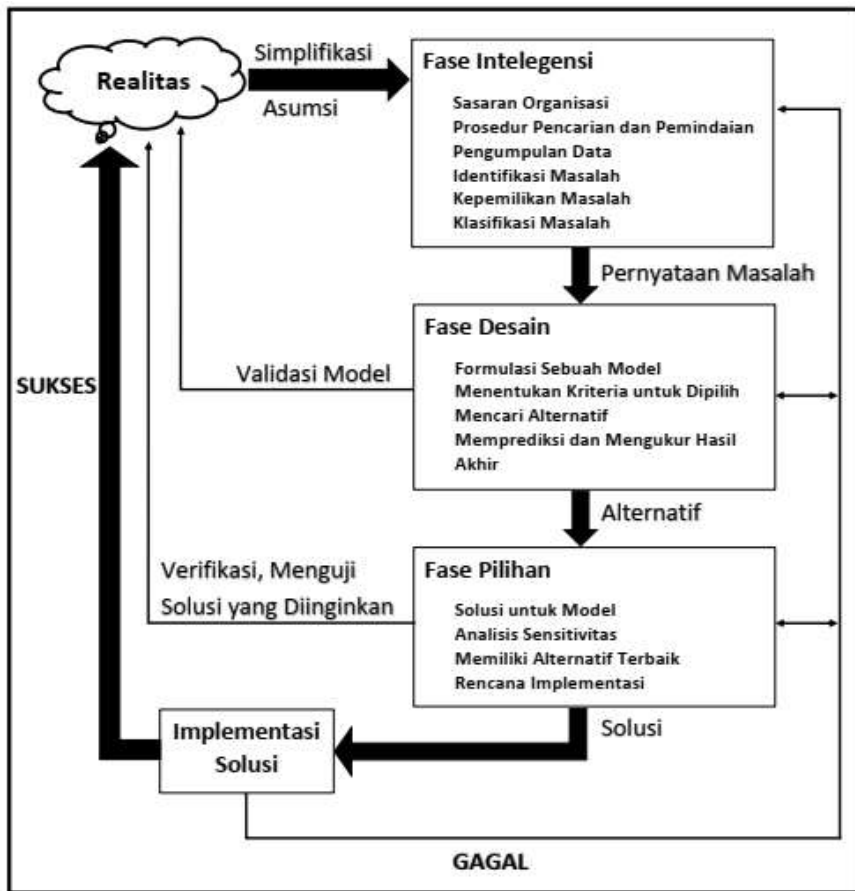 Realitas
Simplifikasi
Asumsi
Fase Intelegensi
Sasaran Organisasi
Prosedur Pencarian dan Pemindaian
Pengumpulan Data
Identifikasi Masalah
Kepemilikan Masalah
Klasifikasi Masalah
Pernyataan Masalah
Fase Desain
Formulasi Sebuah Model
Menentukan Kriteria untuk Dipilih
Mencari Alternatif
Memprediksi dan Mengukur Hasil
Akhir
Validasi Model
SUKSES
Alternatif
Fase Pilihan
Solusi untuk Model
Analisis Sensitivitas
Memiliki Alternatif Terbaik
Rencana Implementasi
Verifikasi, Menguji
Solusi yang Diinginkan
Solusi
Implementasi
Solusi
GAGAL